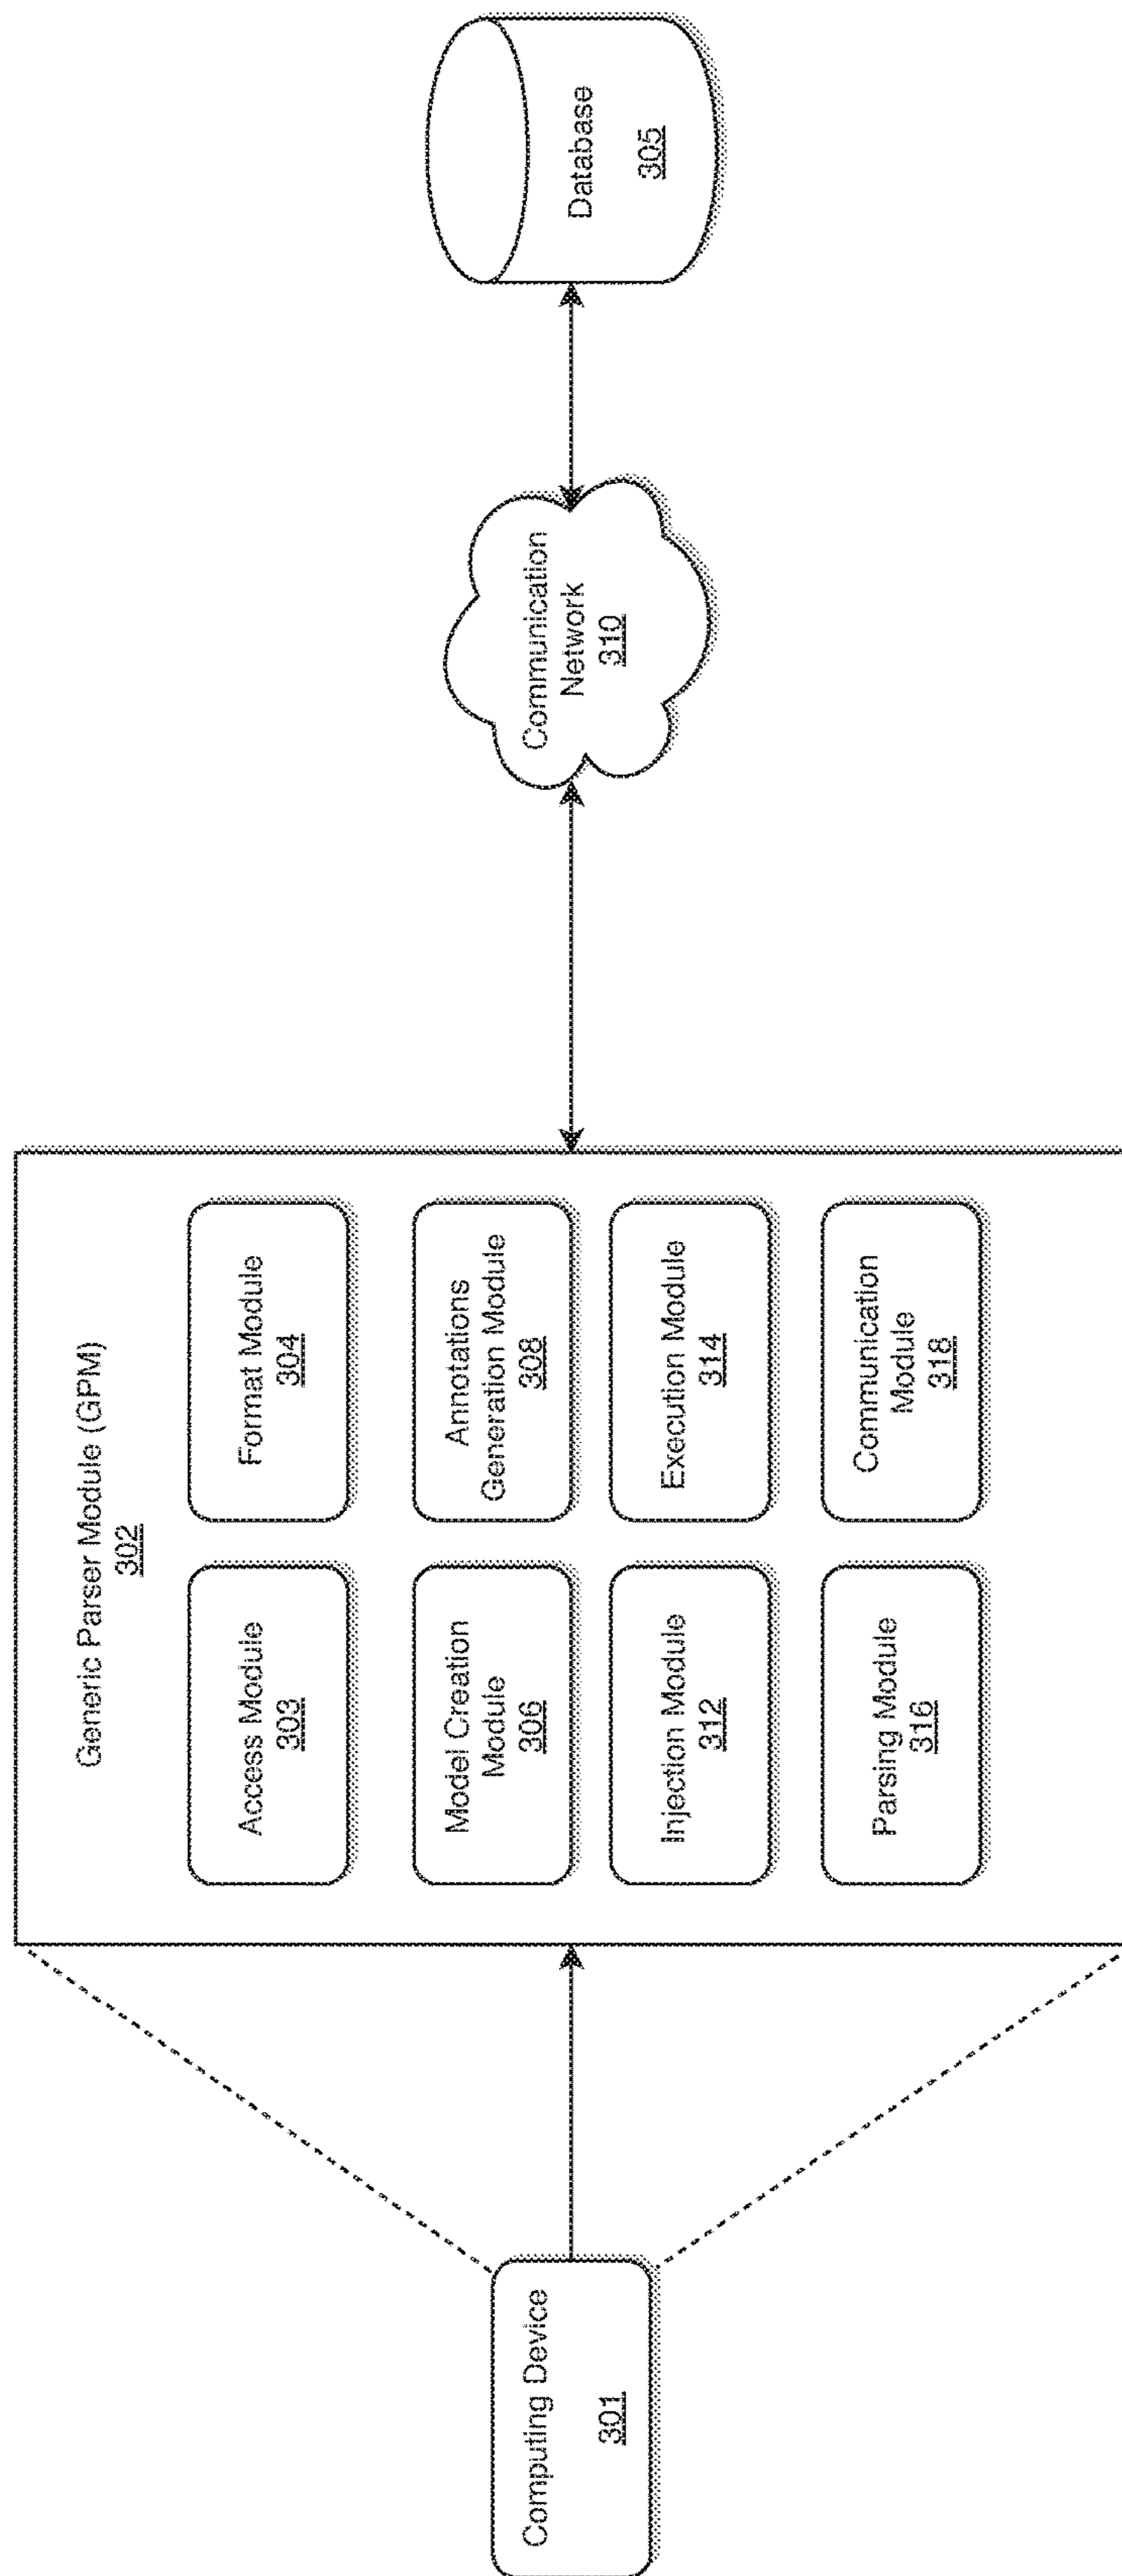 Computing Device
301
Generic Parser Module (GPM)
302
Access Module
303
Format Module
304
Model Creation
Module
306
Annotations
Generation Module
308
Injection Module
312
Execution Module
314
Parsing Module
316
Communication
Module
318
Communication
Network
310
Database
305